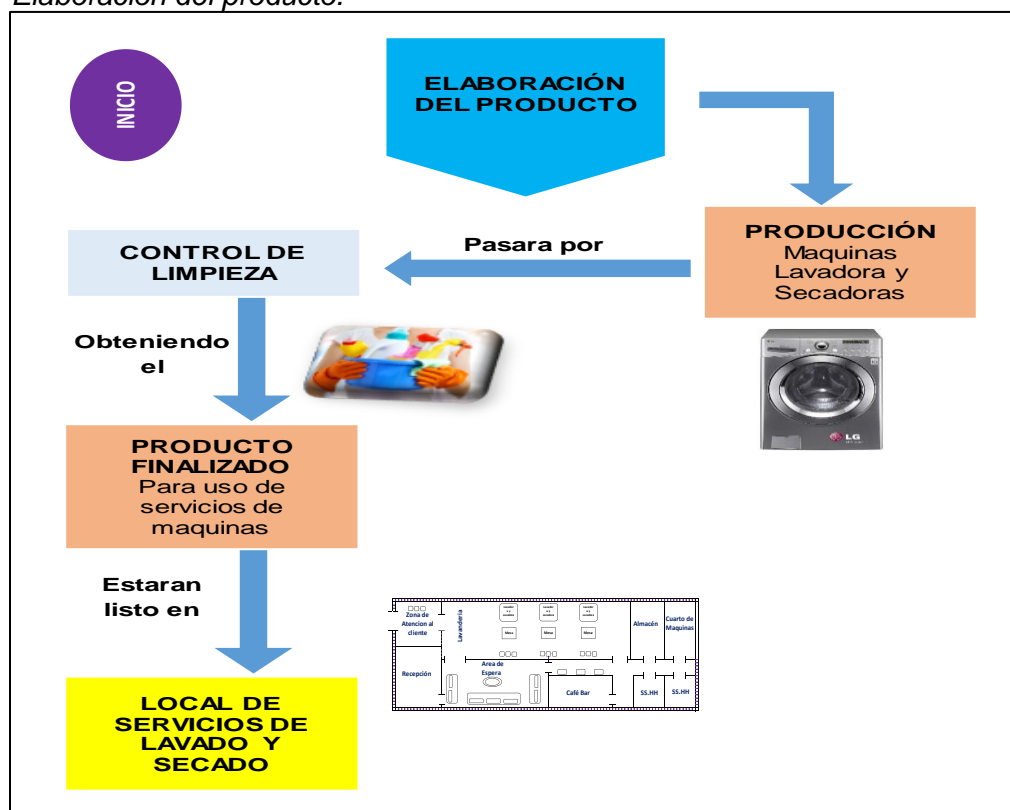 Elaboración del producto.
INICIO
ELABORACIÓN
DEL PRODUCTO
PRODUCCIÓN
Maquinas
Lavadora y
Secadoras
Pasara por
CONTROL DE
LIMPIEZA
Obteniendo
el
LG
PRODUCTO
FINALIZADO
Para uso de
servicios de
maquinas
Estaran
listo en
LOCAL DE
SERVICIOS DE
LAVADO Y
SECADO
Zona de
Atencion al
cliente
Lavanderia
Mesa
Mesa
Mesa
Almacén
Cuarto de
Maquinas
Recepción
Area de
Espera
Café Bar
SS.HH
SS.HH